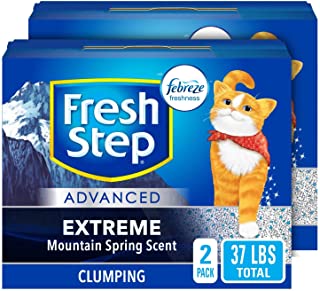 febreze
freshness
Fresh
Step
ADVANCED
EXTREME
Mountain Spring Scent
CLUMPING
2
PACK
37 LBS
TOTAL